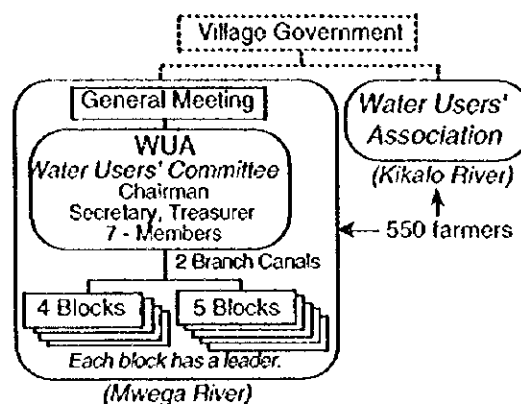 Village Government
General Meeting
WUA
Water Users' Committee
Chairman
Secretary, Treasurer
7 - Members
2 Branch Canals
4 Blocks
5 Blocks
Each block has a leader.
(Mwega River)
Water Users'
Association
(Kikalo River)
550 farmers